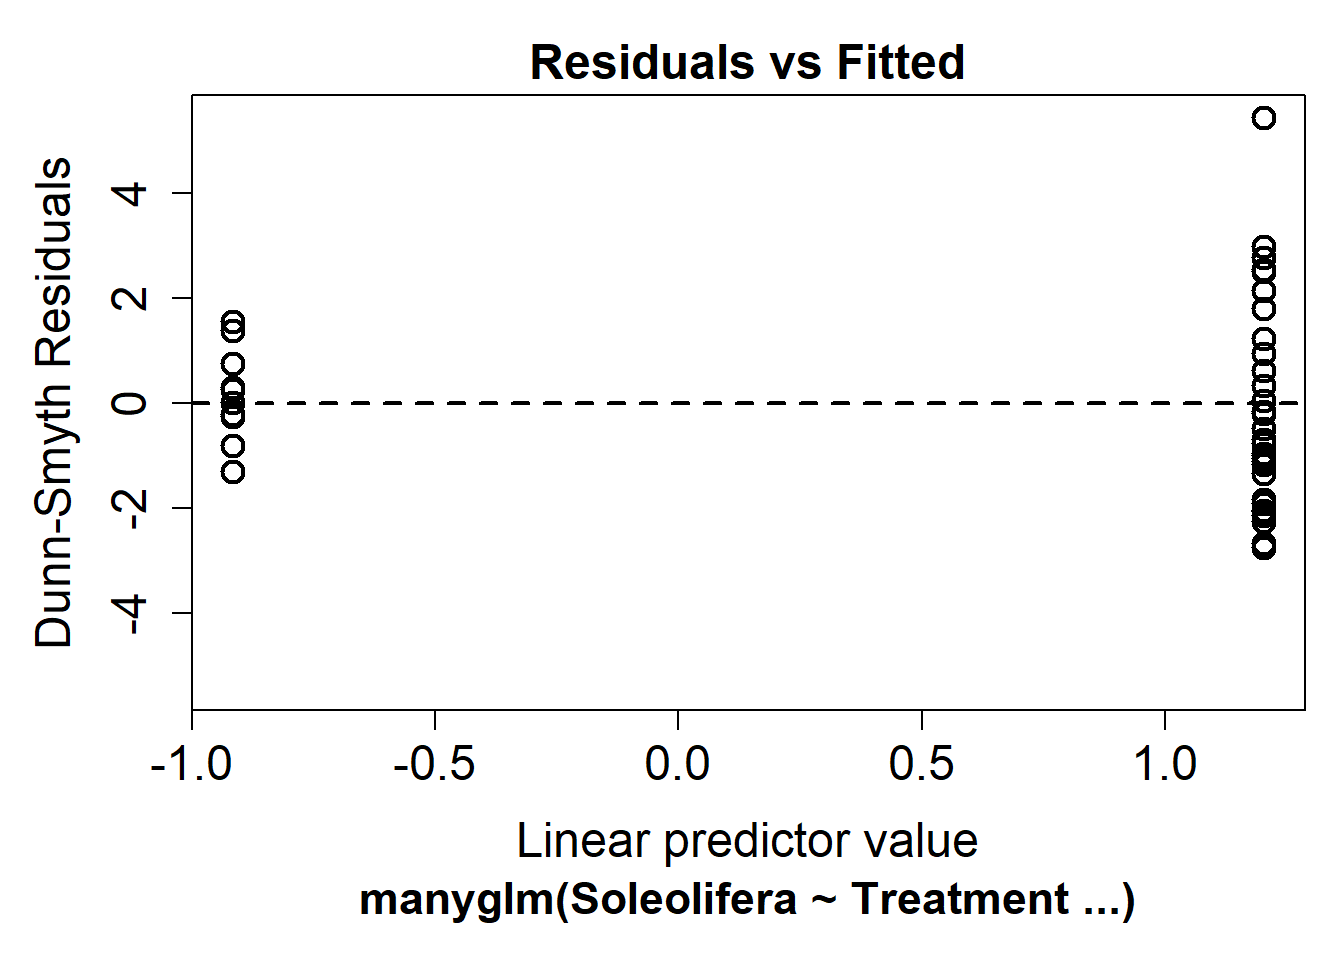 Residuals vs Fitted
Dunn-Smyth Residuals
4
2
0
-2
-4
-1.0 -0.5 0.0 0.5 1.0
Linear predictor value
manyglm(Soleolifera ~ Treatment ...)